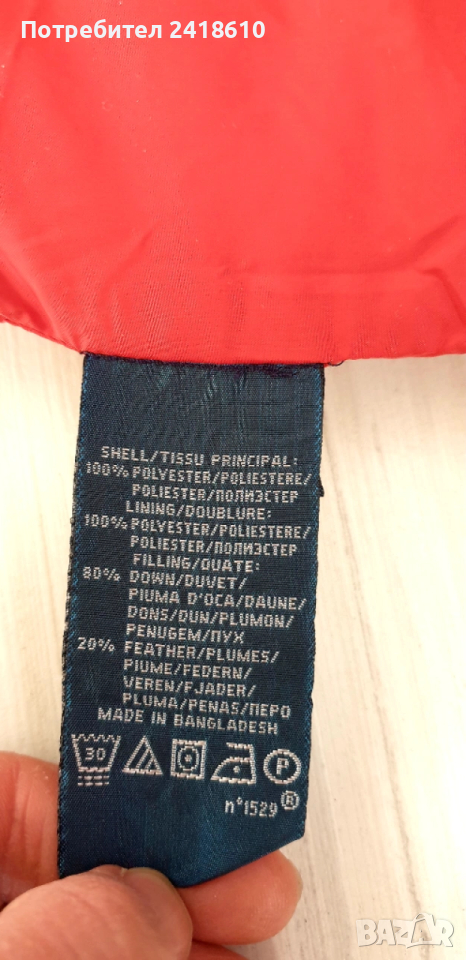 Потребител 2418610
SHELL/TISSU PRINCIPAL:
100% POLYESTER/POLIESTERE/
POLIESTER/ПОЛИЭСТЕР
LINING/DOUBLURE:
100% POLYESTER/POLIESTERE/
POLIESTER/ПОЛИЭСТЕР
FILLING/OUATE:
80% DOWN/DUVET/
PIUMA D'OCA/DAUNE/
DONS/DUN/PLUMON/
PENUGEM/ПУХ
20% FEATHER/PLUMES/
PIUME/FEDERN/
VEREN/FJADER/
PLUMA/PENAS/ПЕРО
MADE IN BANGLADESH
30 P
n°1529®
BAZAR